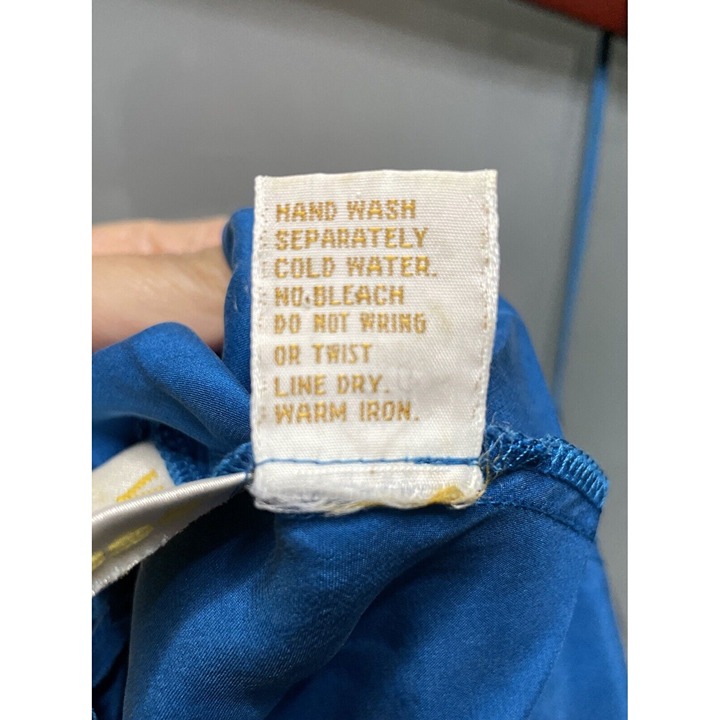 HAND WASH
SEPARATELY
COLD WATER.
NO BLEACH
DO NOT WRING
OR TWIST
LINE DRY.
WARM IRON.